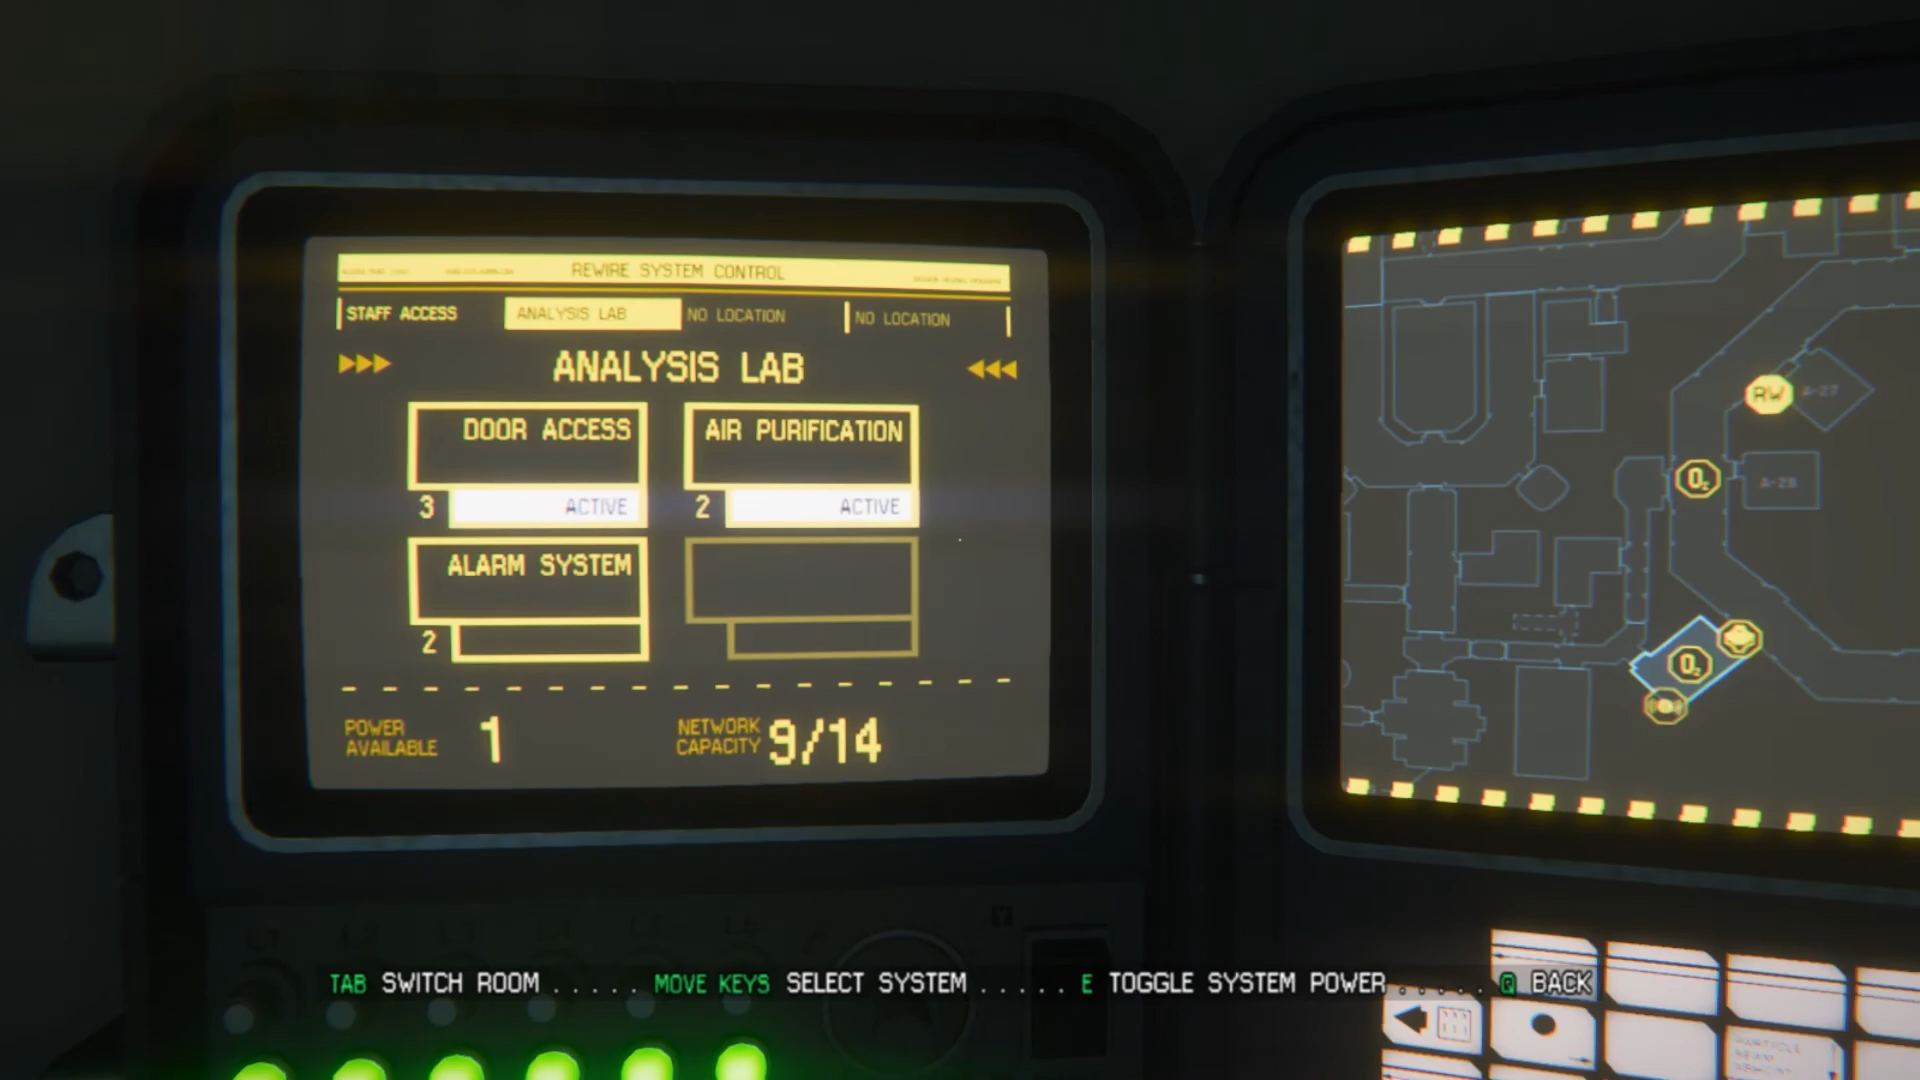 REWIRE SYSTEM CONTROL
STAFF ACCESS
ANALYSIS LAB
NO LOCATION
NO LOCATION
ANALYSIS LAB
DOOR ACCESS
AIR PURIFICATION
3 ACTIVE
2 ACTIVE
ALARM SYSTEM
2
POWER AVAILABLE 1
NETWORK CAPACITY 9/14
RW
A-27
O₂
O₂
TAB SWITCH ROOM ..... MOVE KEYS SELECT SYSTEM ..... E TOGGLE SYSTEM POWER ..... Q BACK